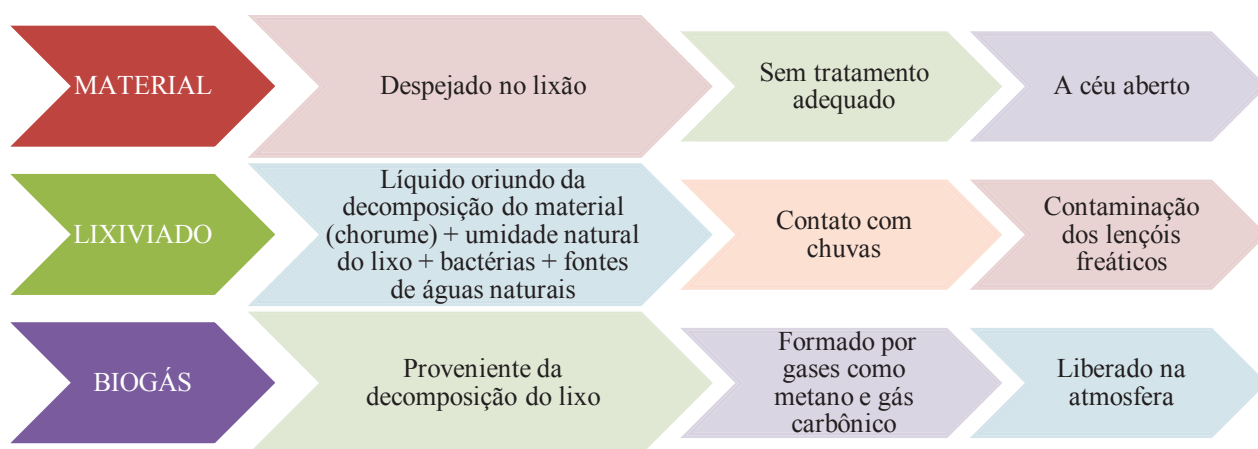 MATERIAL
Despejado no lixão
Sem tratamento
adequado
A céu aberto
LIXIVIADO
Líquido oriundo da
decomposição do material
(chorume) + umidade natural
do lixo + bactérias + fontes
de águas naturais
Contato com
chuvas
Contaminação
dos lençóis
freáticos
BIOGÁS
Proveniente da
decomposição do lixo
Formado por
gases como
metano e gás
carbônico
Liberado na
atmosfera